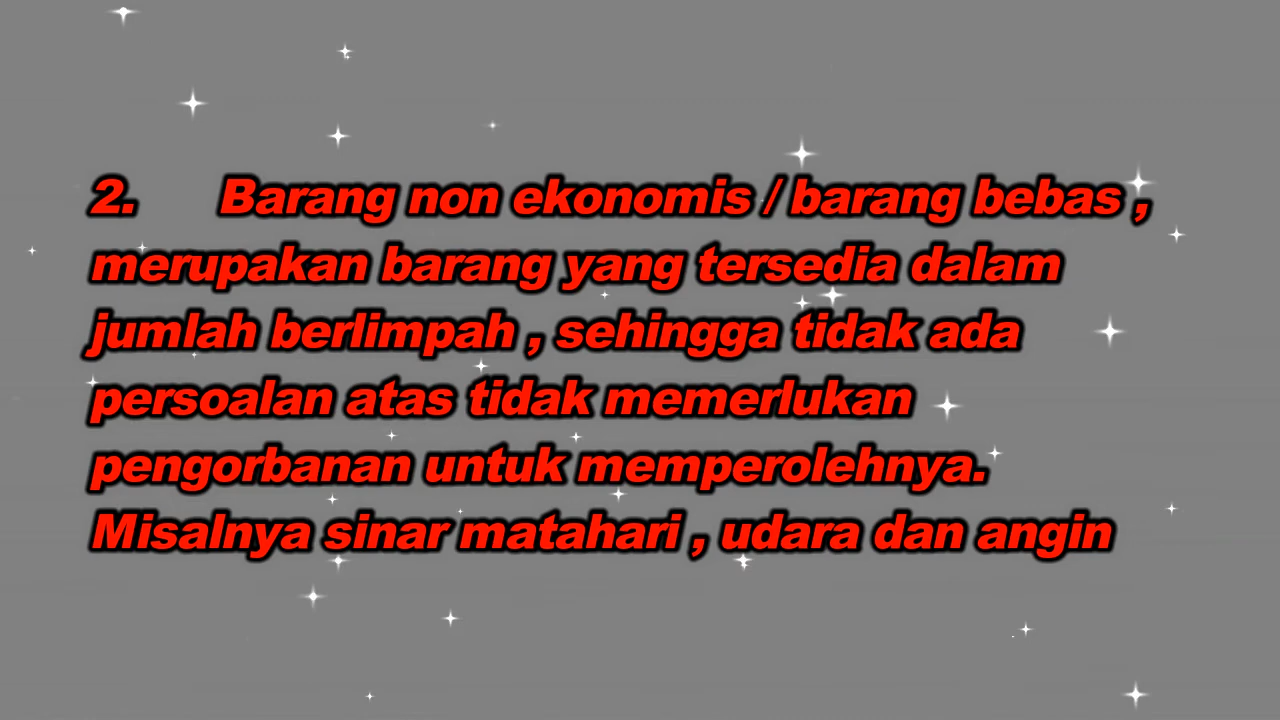 2. Barang non ekonomis / barang bebas ,
merupakan barang yang tersedia dalam
jumlah berlimpah , sehingga tidak ada
persoalan atas tidak memerlukan
pengorbanan untuk memperolehnya.
Misalnya sinar matahari , udara dan angin